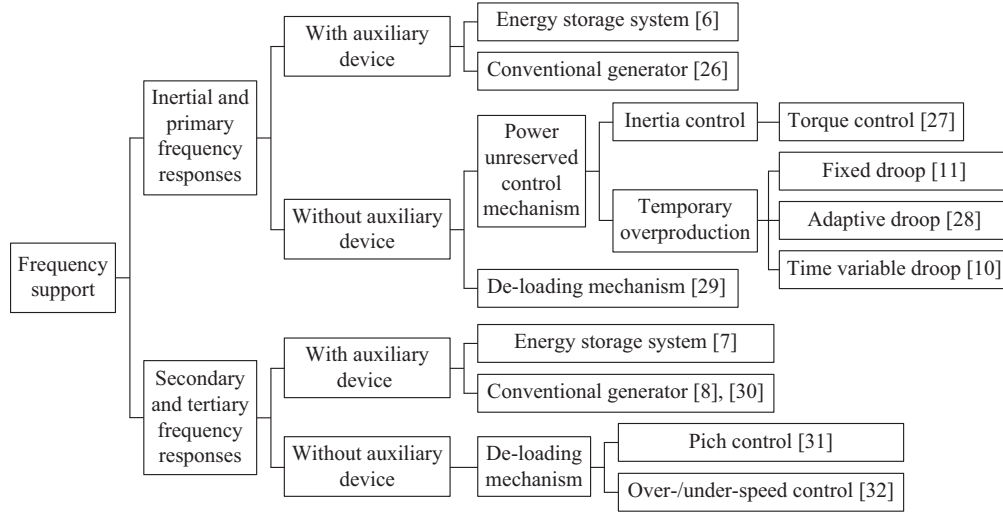 Frequency
support
Inertial and
primary
frequency
responses
With auxiliary
device
Energy storage system [6]
Conventional generator [26]
Without auxiliary
device
Power
unreserved
control
mechanism
Inertia control
Torque control [27]
Temporary
overproduction
Fixed droop [11]
Adaptive droop [28]
Time variable droop [10]
De-loading mechanism [29]
Secondary
and tertiary
frequency
responses
With auxiliary
device
Energy storage system [7]
Conventional generator [8], [30]
Without auxiliary
device
De-loading
mechanism
Pich control [31]
Over-/under-speed control [32]